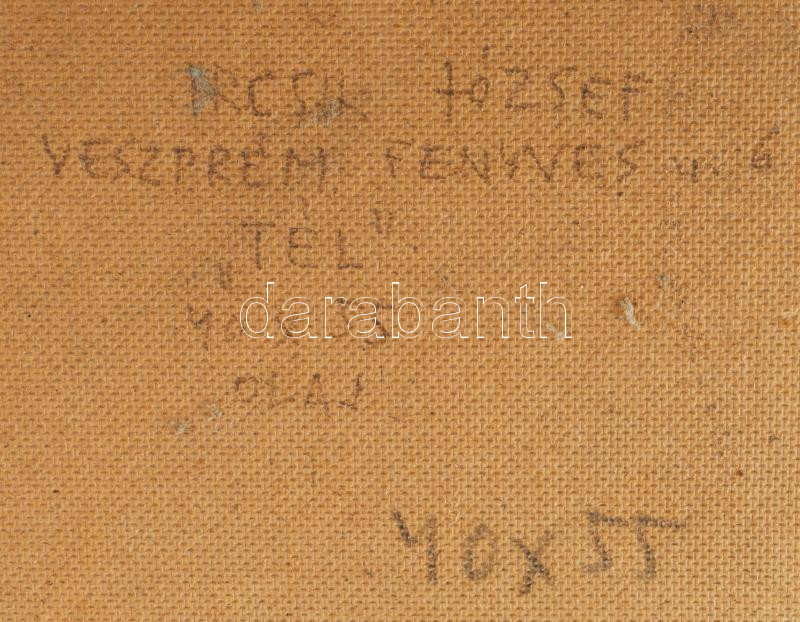 JÓZSEF
VESZPRÉM FENYVES u. 6
„TÉL”
darabanth
OLAJ
40x55